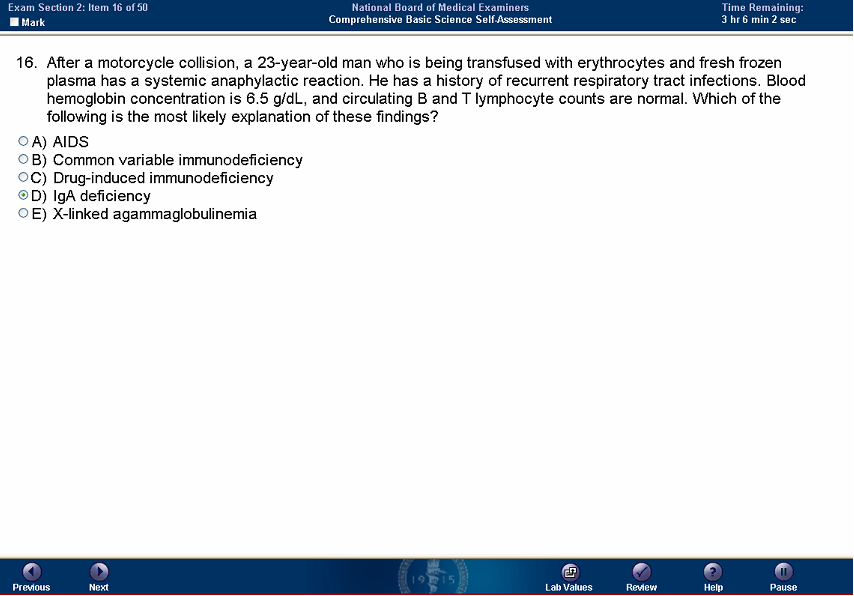 Exam Section 2: Item 16 of 50 National Board of Medical Examiners Time Remaining:
Mark Comprehensive Basic Science Self-Assessment 3 hr 6 min 2 sec
16. After a motorcycle collision, a 23-year-old man who is being transfused with erythrocytes and fresh frozen
plasma has a systemic anaphylactic reaction. He has a history of recurrent respiratory tract infections. Blood
hemoglobin concentration is 6.5 g/dL, and circulating B and T lymphocyte counts are normal. Which of the
following is the most likely explanation of these findings?
A) AIDS
B) Common variable immunodeficiency
C) Drug-induced immunodeficiency
D) IgA deficiency
E) X-linked agammaglobulinemia
19 15
Previous Next Lab Values Review Help Pause